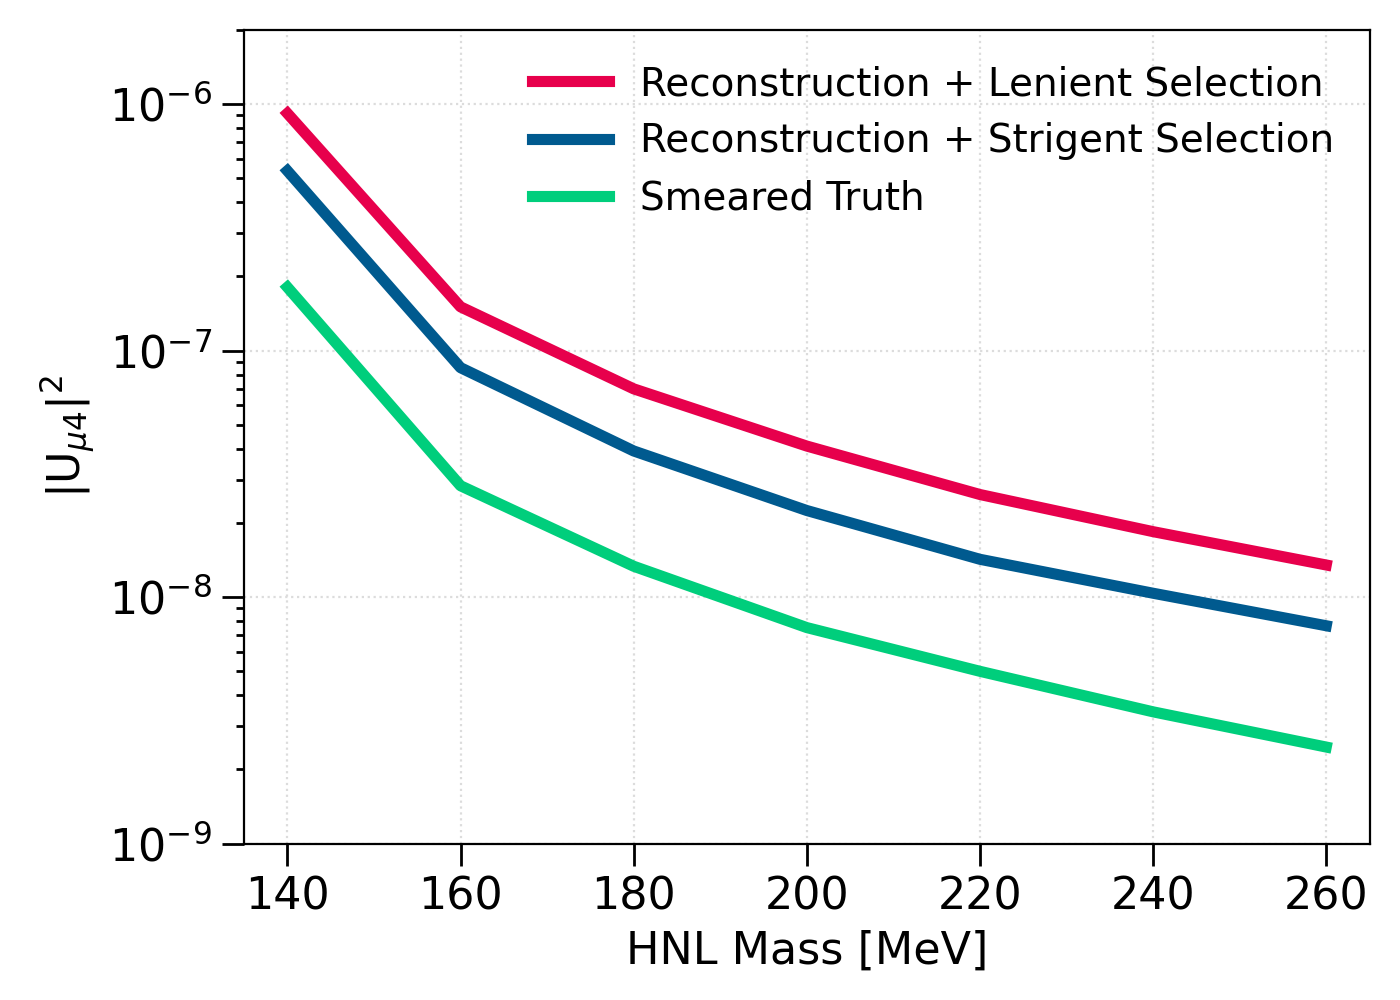 Reconstruction + Lenient Selection
Reconstruction + Strigent Selection
Smeared Truth
10⁻⁶
10⁻⁷
10⁻⁸
10⁻⁹
|U_μ4|²
140 160 180 200 220 240 260
HNL Mass [MeV]